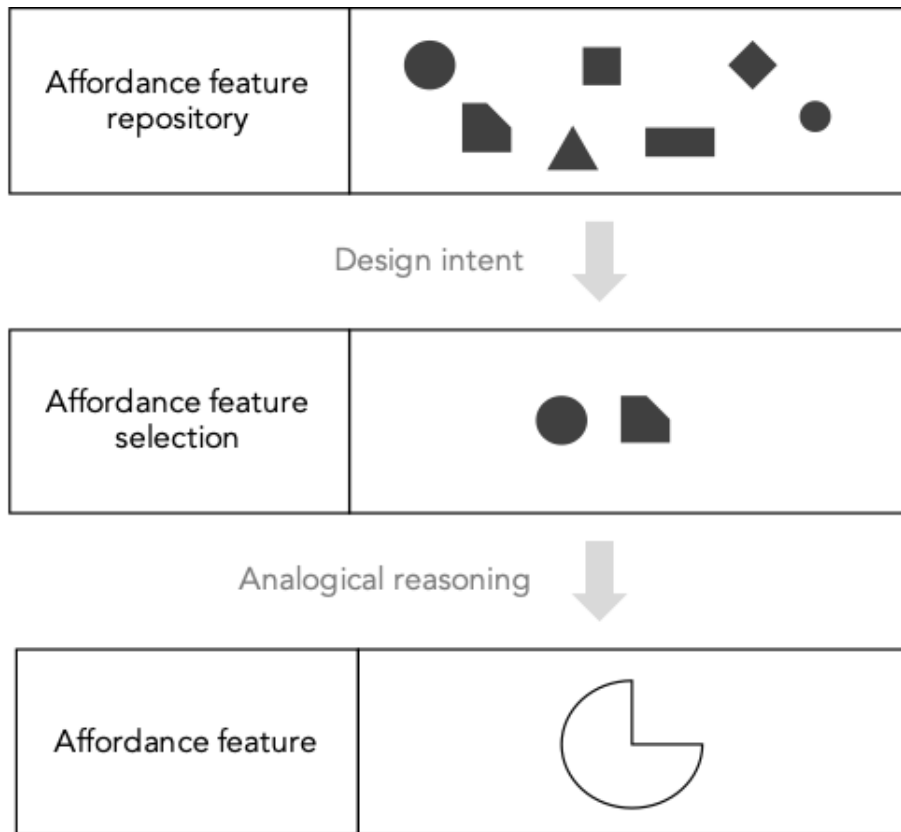 Affordance feature
repository
Design intent
Affordance feature
selection
Analogical reasoning
Affordance feature